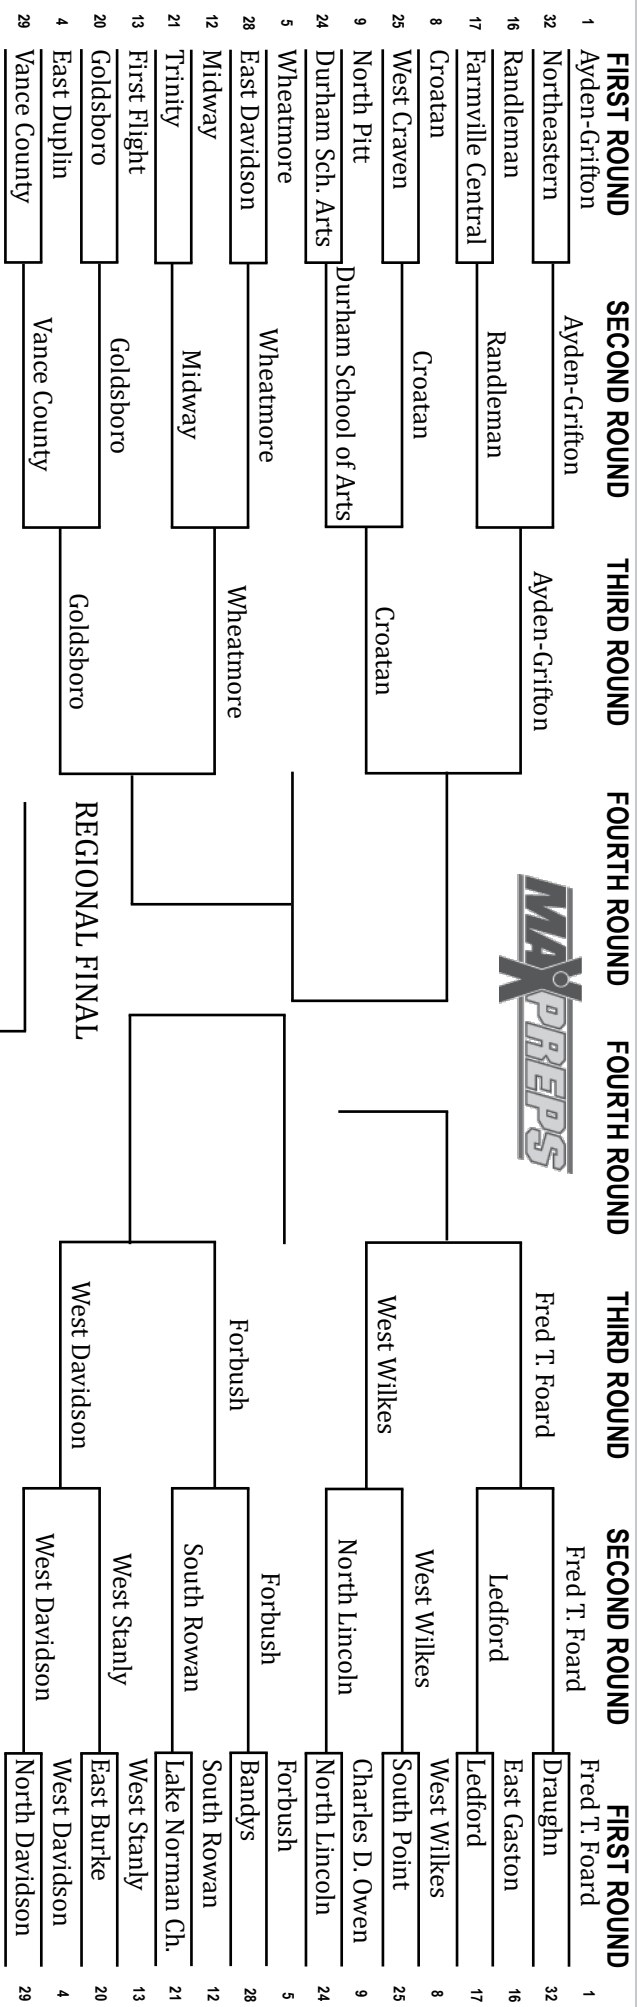 FIRST ROUND SECOND ROUND THIRD ROUND FOURTH ROUND FOURTH ROUND THIRD ROUND SECOND ROUND FIRST ROUND
1 Ayden-Grifton
Ayden-Grifton
32 Northeastern
Ayden-Grifton
16 Randleman
Randleman
17 Farmville Central
8 Croatan
Croatan
25 West Craven
Croatan
9 North Pitt
Durham School of Arts
24 Durham Sch. Arts
5 Wheatmore
Wheatmore
28 East Davidson
Wheatmore
12 Midway
Midway
21 Trinity
13 First Flight
Goldsboro
20 Goldsboro
Goldsboro
4 East Duplin
Vance County
29 Vance County
MAXPREPS
REGIONAL FINAL
Fred T. Foard 1
Fred T. Foard
Draughn 32
Fred T. Foard
East Gaston 16
Ledford
Ledford 17
West Wilkes 8
West Wilkes
South Point 25
West Wilkes
Charles D. Owen 9
North Lincoln
North Lincoln 24
Forbush 5
Forbush
Bandys 28
Forbush
South Rowan 12
South Rowan
Lake Norman Ch. 21
West Stanly 13
West Stanly
East Burke 20
West Davidson
West Davidson 4
West Davidson
North Davidson 29